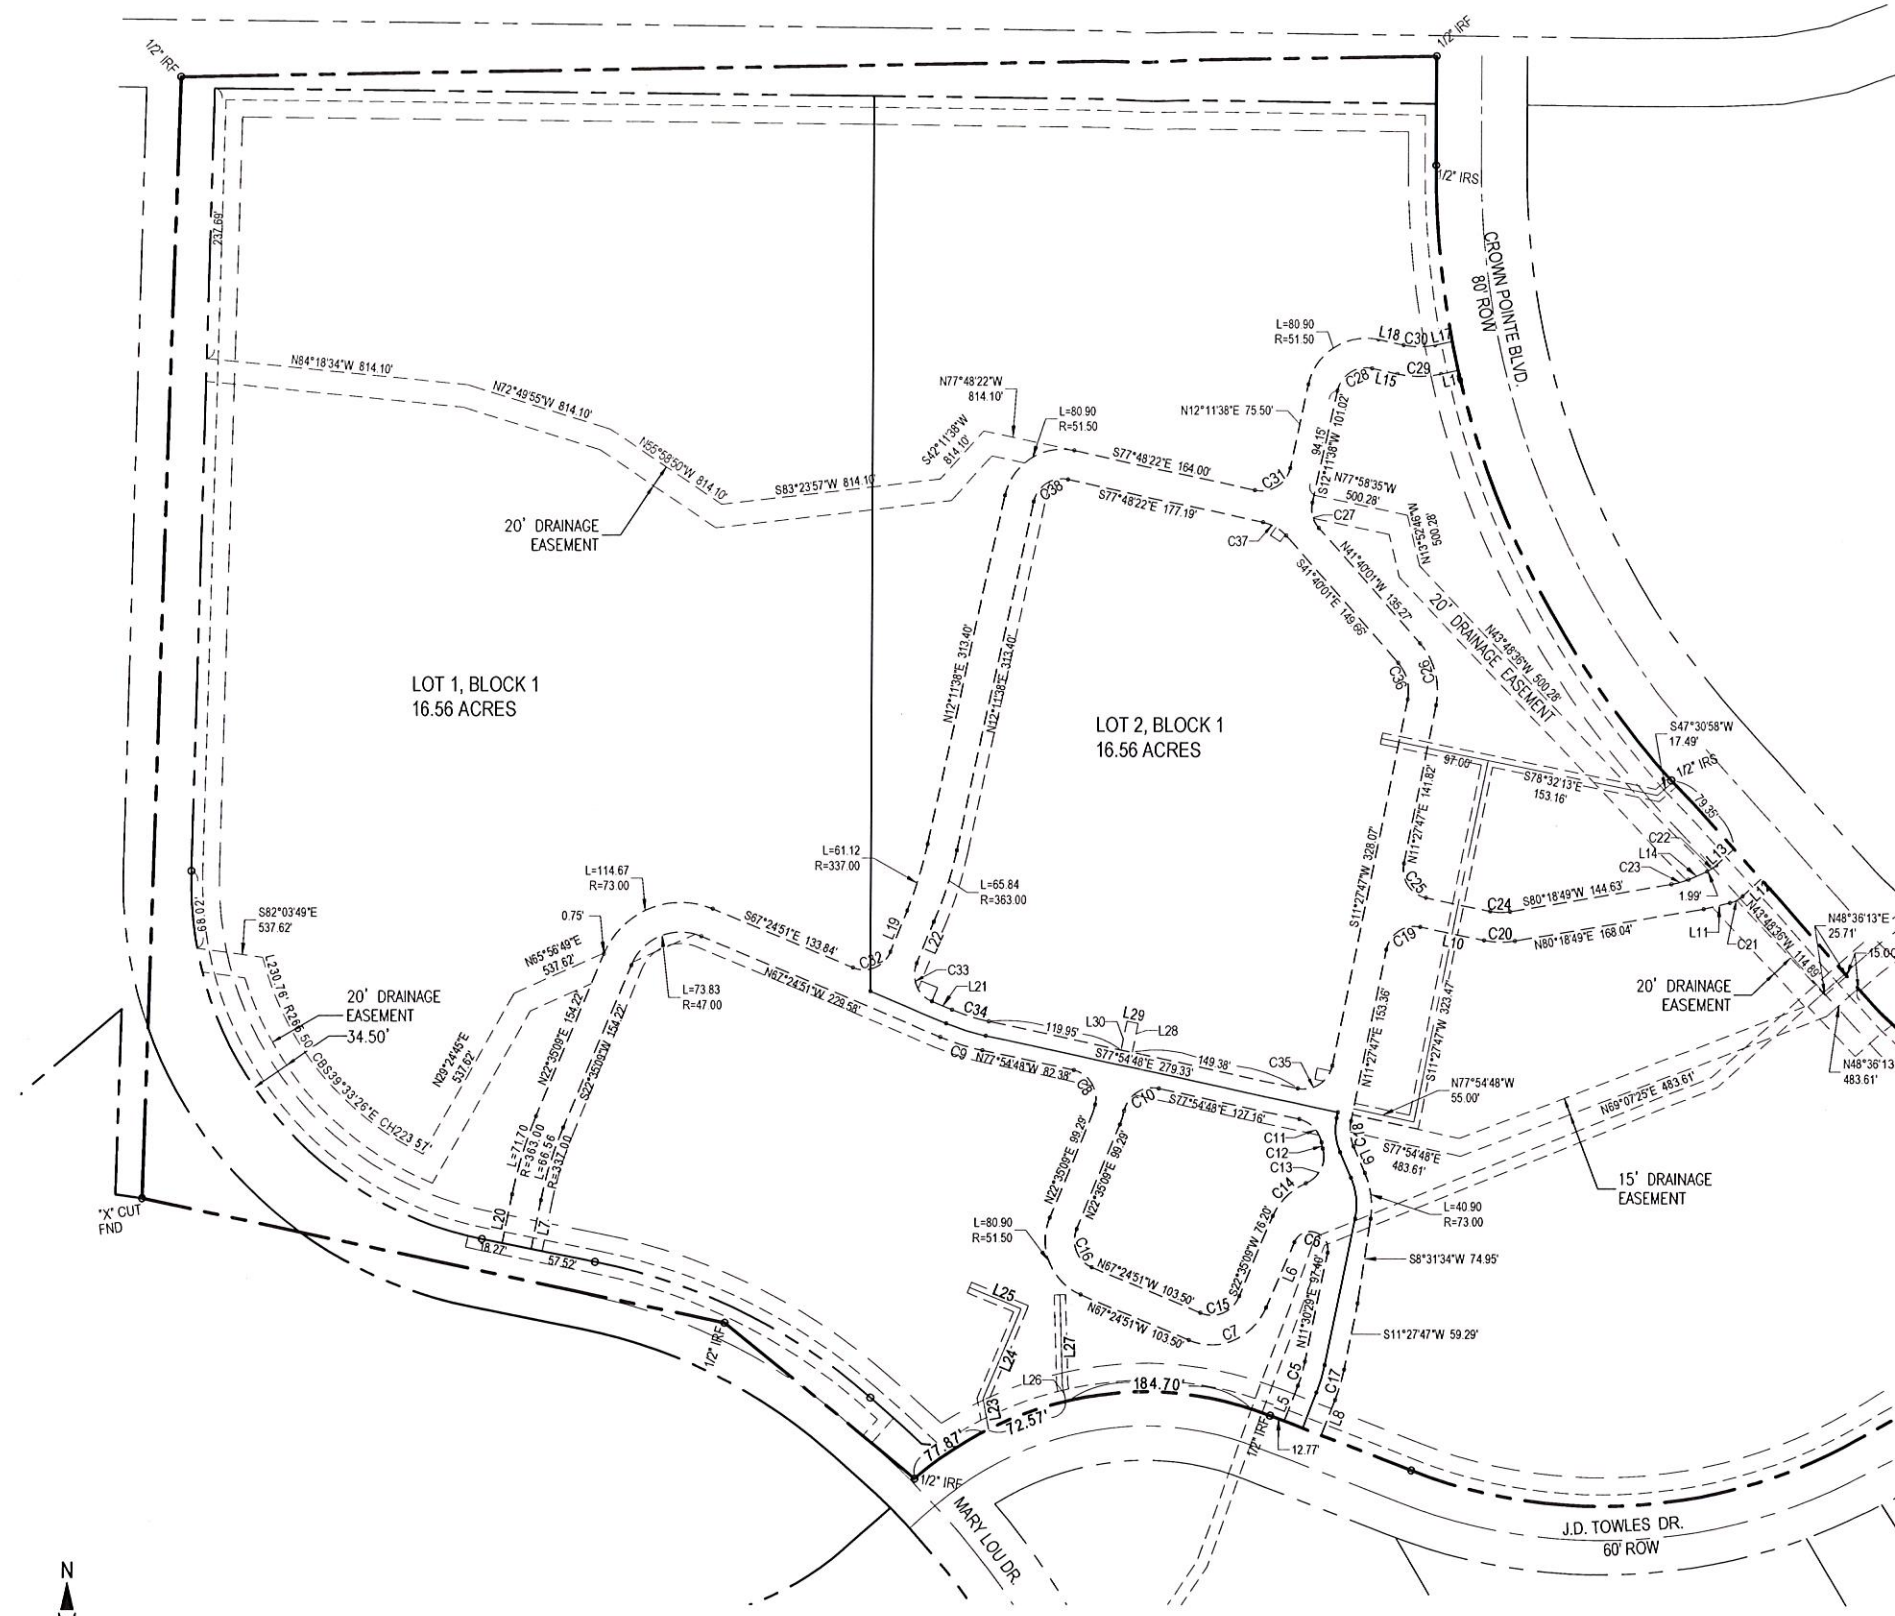 1/2" IRF
1/2" IRF
1/2" IRS
CROWN POINTE BLVD.
80' ROW
237.69'
N84°18'34"W 814.10'
N72°49'55"W 814.10'
N55°58'50"W 814.10'
S83°23'57"W 814.10'
S42°11'38"W
814.10'
N77°48'22"W
814.10'
L=80.90
R=51.50
20' DRAINAGE
EASEMENT
L=80.90
R=51.50
L18
C30
L17
C28
L15
C29
N12°11'38"E 75.50'
94.15'
S12°11'38"W 101.02'
S77°48'22"E 164.00'
C31
C38
S77°48'22"E 177.19'
N77°58'35"W
500.28'
N13°52'46"W
500.28'
C27
C37
N41°40'01"W 135.27'
S41°40'01"E 149.66'
20' DRAINAGE EASEMENT
N43°48'36"W 500.28'
C36
C26
N12°11'38"E 313.40'
N12°11'38"E 313.40'
LOT 1, BLOCK 1
16.56 ACRES
LOT 2, BLOCK 1
16.56 ACRES
S47°30'58"W
17.49'
1/2" IRS
97.00'
S78°32'13"E
153.16'
79.35'
N11°27'47"E 141.82'
S11°27'47"W 328.07'
C22
L14
C23
L13
1.99'
C25
C24
S80°18'49"W 144.63'
C19
L10
C20
N80°18'49"E 168.04'
L11
C21
N43°48'36"W 114.89'
N48°36'13"E
25.71'
15.00
20' DRAINAGE
EASEMENT
L=61.12
R=337.00
L=65.84
R=363.00
L=114.67
R=73.00
0.75'
S67°24'51"E 133.84'
C32
L19
L22
C33
L21
C34
N67°24'51"W 229.58'
L=73.83
R=47.00
68.02'
S82°03'49"E
537.62'
N65°56'49"E
537.62'
N29°24'45"E
537.62'
20' DRAINAGE
EASEMENT
34.50'
N22°35'09"E 154.22'
S22°35'09"W 154.22'
L=71.70
R=363.00
L=66.56
R=337.00
L20
L7
18.27'
57.52'
"X" CUT
FND
1/2" IRF
119.95'
L30
L29
L28
S77°54'48"E 279.33'
149.38'
C35
C9
N77°54'48"W 82.38'
C8
C10
S77°54'48"E 127.16'
C11
C12
C13
C14
N22°35'09"E 99.29'
N22°35'09"E 99.29'
N11°27'47"E 153.36'
S11°27'47"W 323.47'
N77°54'48"W
55.00'
C18
L9
S77°54'48"E
483.61'
N69°07'25"E 483.61'
N48°36'13
483.61'
15' DRAINAGE
EASEMENT
L=40.90
R=73.00
L=80.90
R=51.50
C16
N67°24'51"W 103.50'
S22°35'09"W 76.20'
C15
C7
N67°24'51"W 103.50'
C6
L6
N11°30'29"E 97.40'
S8°31'34"W 74.95'
S11°27'47"W 59.29'
C5
L5
C17
L8
L25
L24
L23
L26
L27
184.70'
72.57'
77.87'
1/2" IRF
1/2" IRF
12.77'
MARY LOU DR.
J.D. TOWLES DR.
60' ROW
N